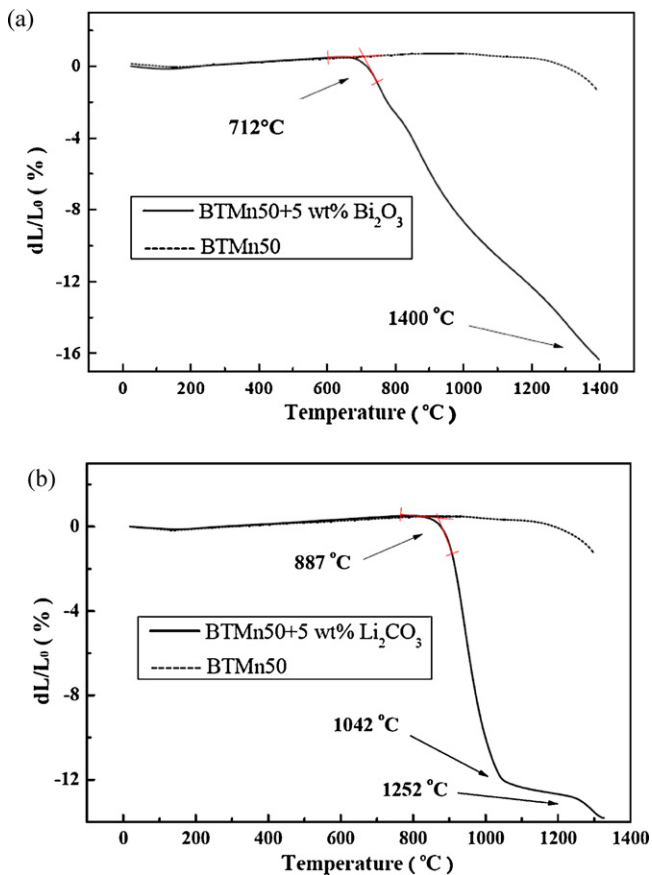 (a)
0
-4
-8
-12
-16
dL/L₀ ( % )
712°C
BTMn50+5 wt% Bi₂O₃
BTMn50
1400 °C
0 200 400 600 800 1000 1200 1400
Temperature ( °C )
(b)
0
-4
-8
-12
dL/L₀ ( % )
887 °C
BTMn50+5 wt% Li₂CO₃
BTMn50
1042 °C
1252 °C
0 200 400 600 800 1000 1200 1400
Temperature ( °C )